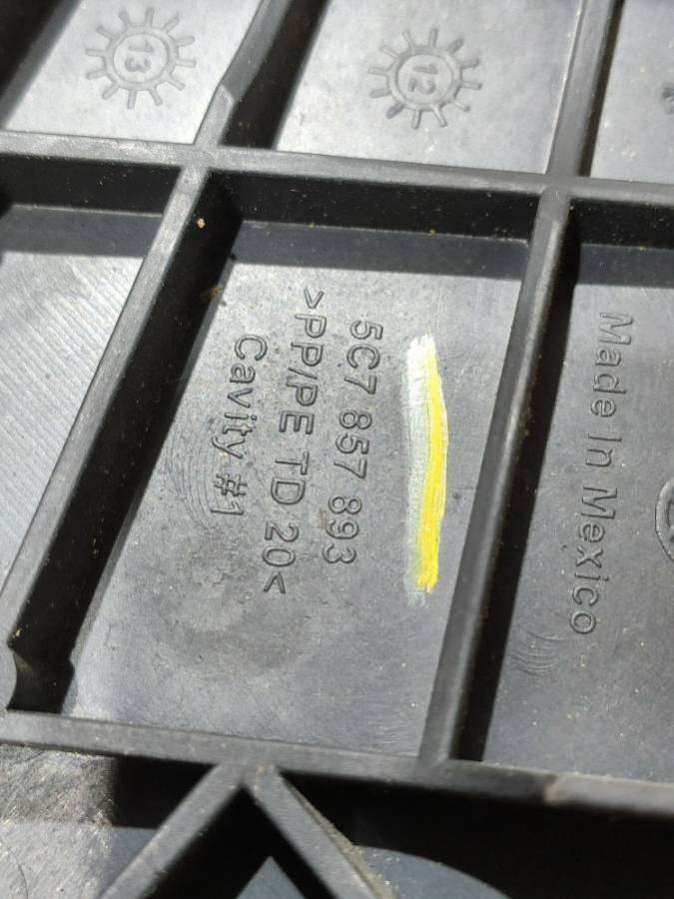 13
12
5C7 857 893
>PP/PE TD 20<
Cavity #1
Made In Mexico